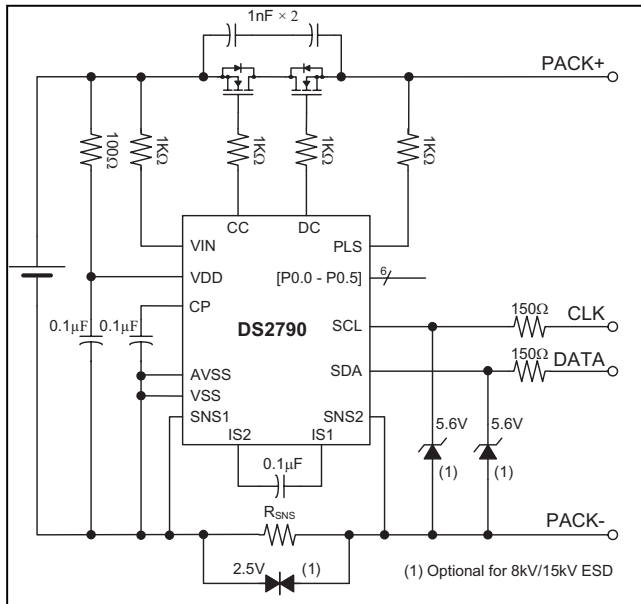 1nF × 2
PACK+
100Ω
1KΩ
1KΩ
1KΩ
1KΩ
CC
DC
VIN
PLS
VDD
[P0.0 - P0.5]
6
CP
0.1µF
0.1µF
DS2790
SCL
150Ω
CLK
SDA
150Ω
DATA
AVSS
VSS
SNS1
SNS2
IS2
IS1
0.1µF
5.6V
5.6V
(1)
(1)
RSNS
PACK-
2.5V
(1)
(1) Optional for 8kV/15kV ESD